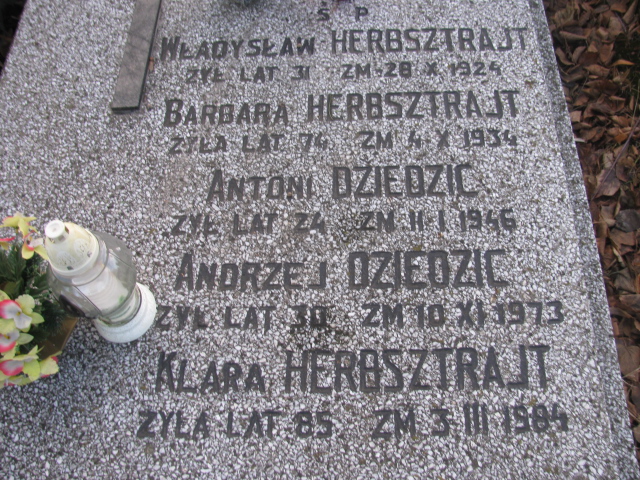 Ś P
WŁADYSŁAW HERBSZTRAJT
ŻYŁ LAT 31 ZM 28 X 1924
BARBARA HERBSZTRAJT
ŻYŁA LAT 74 ZM 4 X 1934
ANTONI DZIEDZIC
ŻYŁ LAT 24 ZM 11 I 1946
ANDRZEJ DZIEDZIC
ŻYŁ LAT 30 ZM 10 XI 1973
KLARA HERBSZTRAJT
ŻYŁA LAT 85 ZM 3 III 1984